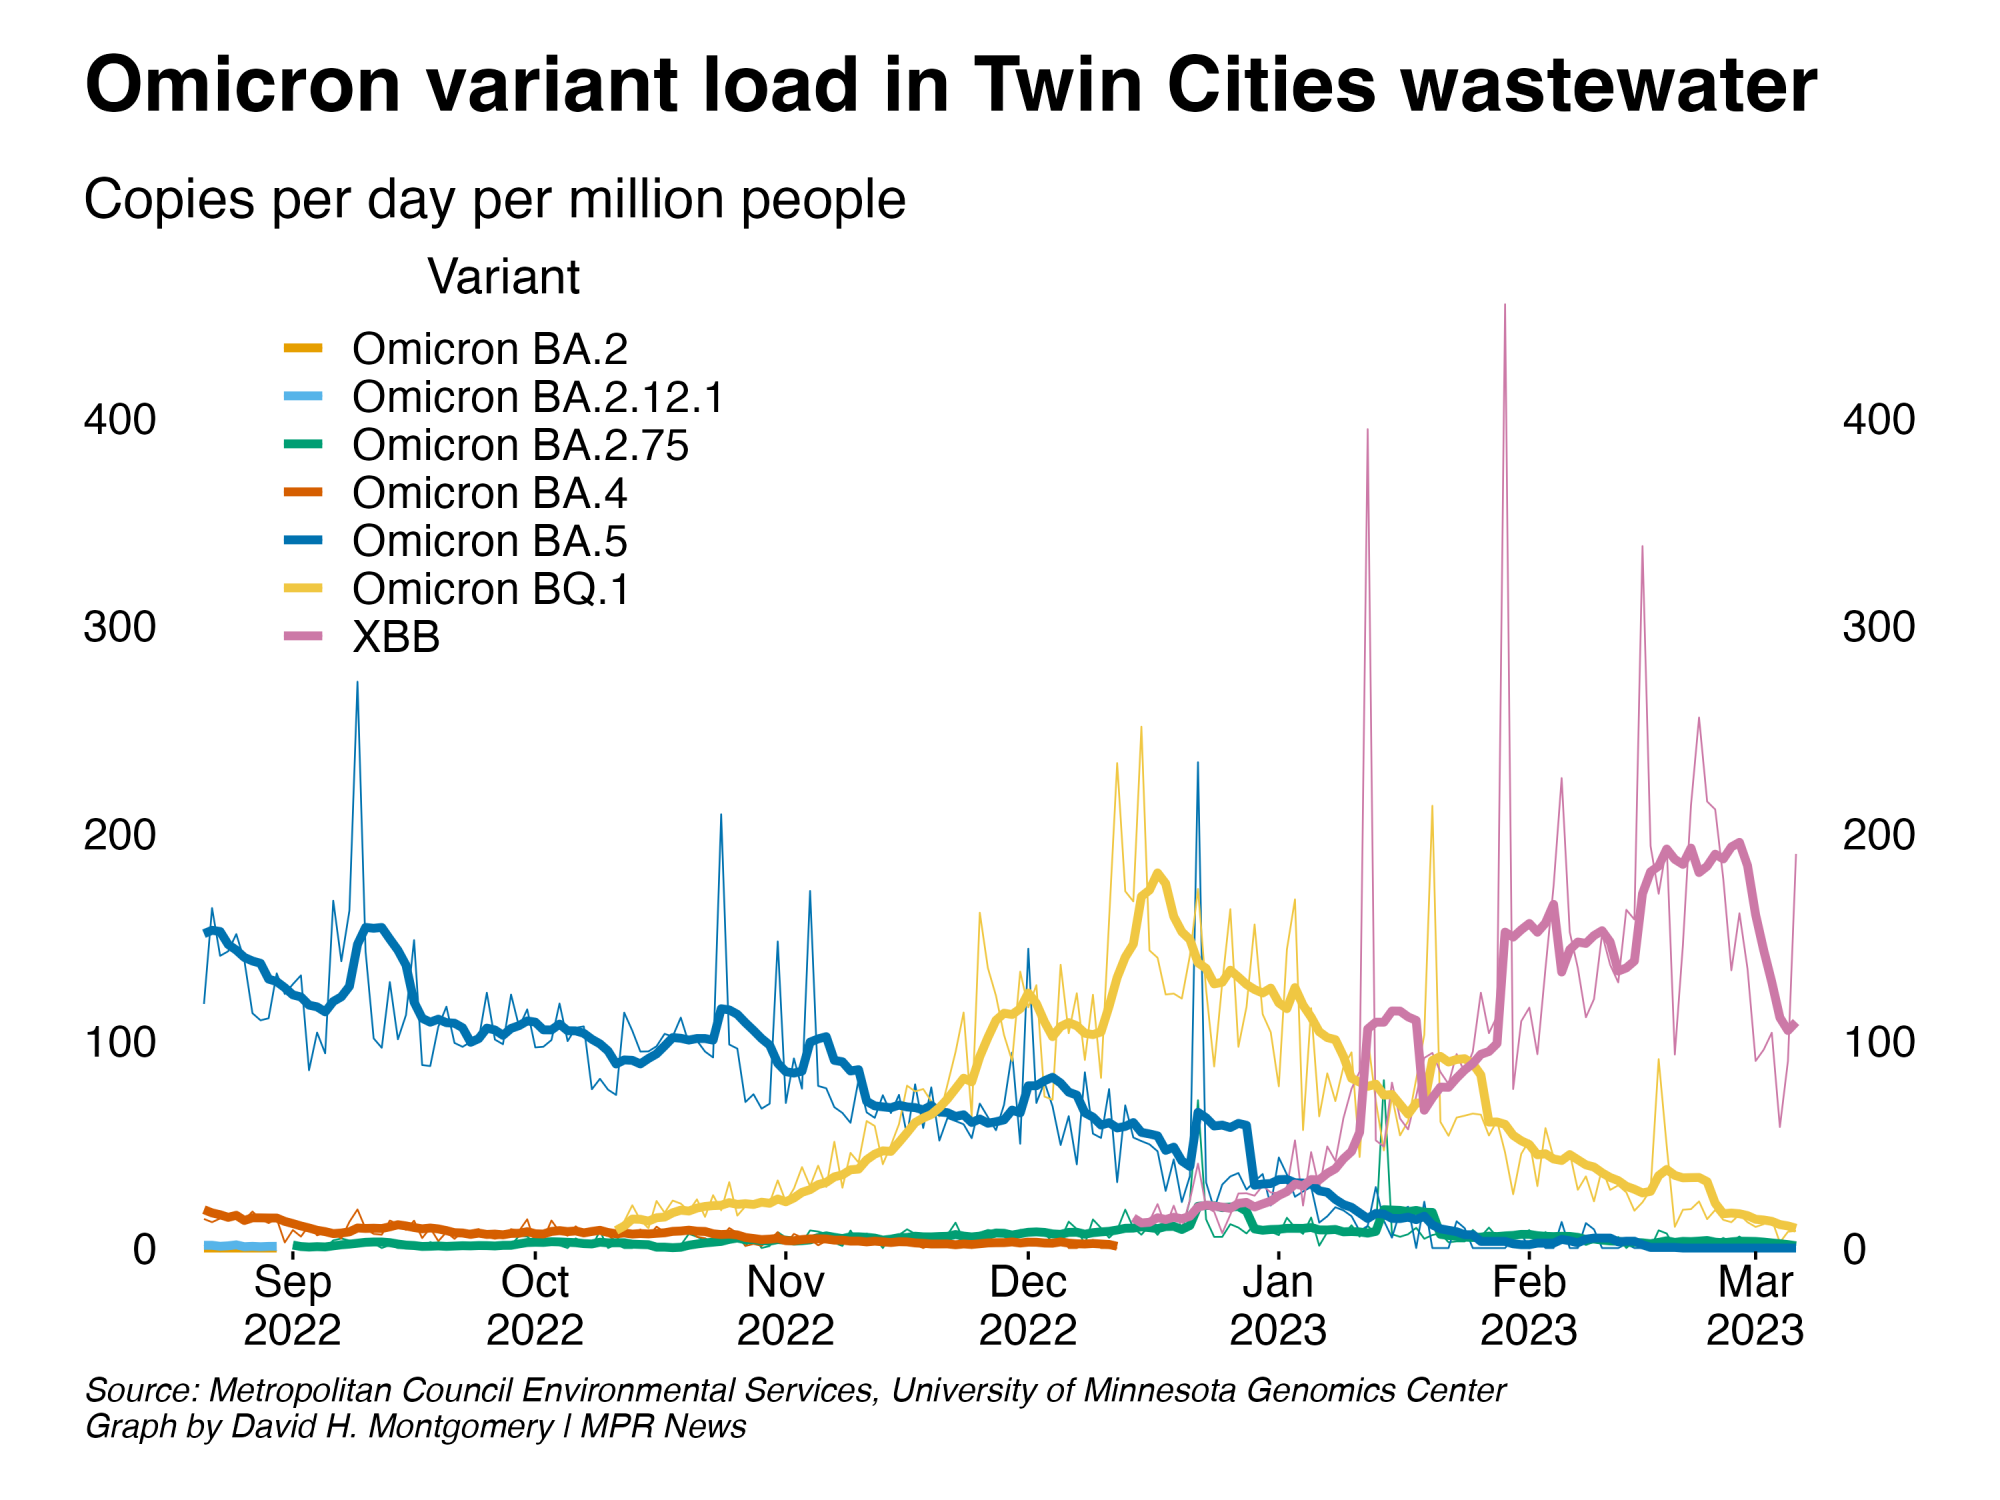 Omicron variant load in Twin Cities wastewater
Copies per day per million people
Variant
Omicron BA.2
Omicron BA.2.12.1
Omicron BA.2.75
Omicron BA.4
Omicron BA.5
Omicron BQ.1
XBB
400 400
300 300
200 200
100 100
0 0
Sep Oct Nov Dec Jan Feb Mar
2022 2022 2022 2022 2023 2023 2023
Source: Metropolitan Council Environmental Services, University of Minnesota Genomics Center
Graph by David H. Montgomery | MPR News